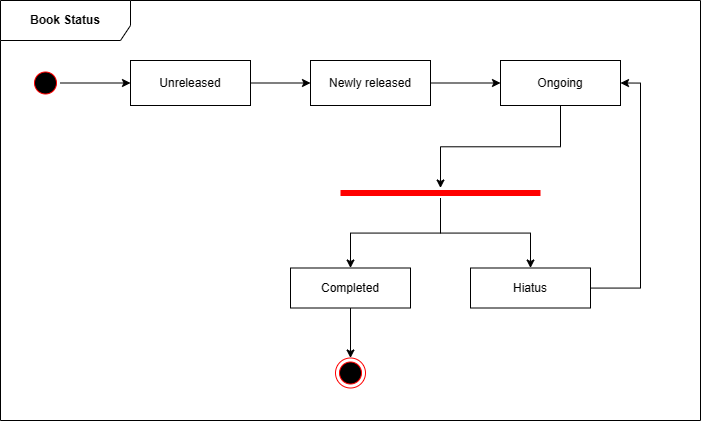 Book Status
Unreleased
Newly released
Ongoing
Completed
Hiatus